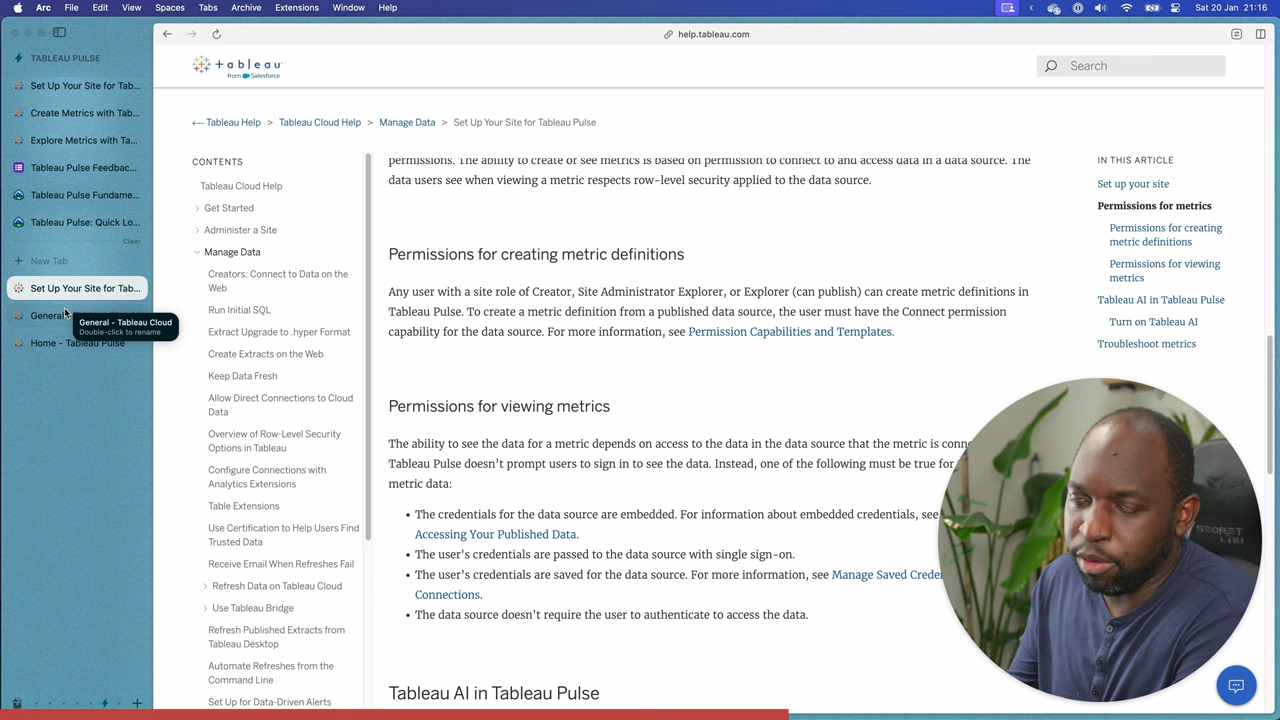 Arc File Edit View Spaces Tabs Archive Extensions Window Help
Sat 20 Jan 21:16
TABLEAU PULSE
Set Up Your Site for Tab...
Create Metrics with Tab...
Explore Metrics with Ta...
Tableau Pulse Feedbac...
Tableau Pulse Fundame...
Tableau Pulse: Quick Lo...
Clear
New Tab
Set Up Your Site for Tab...
General
General - Tableau Cloud
Double-click to rename
Home - Tableau Pulse
help.tableau.com
+ableau
from Salesforce
Search
Tableau Help > Tableau Cloud Help > Manage Data > Set Up Your Site for Tableau Pulse
CONTENTS
Tableau Cloud Help
Get Started
Administer a Site
Manage Data
Creators: Connect to Data on the
Web
Run Initial SQL
Extract Upgrade to .hyper Format
Create Extracts on the Web
Keep Data Fresh
Allow Direct Connections to Cloud
Data
Overview of Row-Level Security
Options in Tableau
Configure Connections with
Analytics Extensions
Table Extensions
Use Certification to Help Users Find
Trusted Data
Receive Email When Refreshes Fail
Refresh Data on Tableau Cloud
Use Tableau Bridge
Refresh Published Extracts from
Tableau Desktop
Automate Refreshes from the
Command Line
Set Up for Data-Driven Alerts
permissions. The ability to create or see metrics is based on permission to connect to and access data in a data source. The
data users see when viewing a metric respects row-level security applied to the data source.
Permissions for creating metric definitions
Any user with a site role of Creator, Site Administrator Explorer, or Explorer (can publish) can create metric definitions in
Tableau Pulse. To create a metric definition from a published data source, the user must have the Connect permission
capability for the data source. For more information, see Permission Capabilities and Templates.
Permissions for viewing metrics
The ability to see the data for a metric depends on access to the data in the data source that the metric is conne
Tableau Pulse doesn't prompt users to sign in to see the data. Instead, one of the following must be true for
metric data:
• The credentials for the data source are embedded. For information about embedded credentials, see
Accessing Your Published Data.
• The user's credentials are passed to the data source with single sign-on.
• The user's credentials are saved for the data source. For more information, see Manage Saved Creden
Connections.
• The data source doesn't require the user to authenticate to access the data.
Tableau AI in Tableau Pulse
IN THIS ARTICLE
Set up your site
Permissions for metrics
Permissions for creating
metric definitions
Permissions for viewing
metrics
Tableau AI in Tableau Pulse
Turn on Tableau AI
Troubleshoot metrics
SECRET
LAB